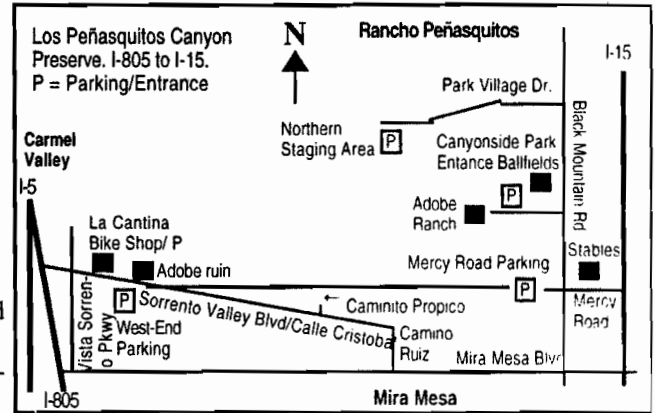 Los Peñasquitos Canyon
Preserve. I-805 to I-15.
P = Parking/Entrance
N
Rancho Peñasquitos
I-15
Park Village Dr.
Northern
Staging Area
P
Canyonside Park
Entance Ballfields
P
Black Mountain Rd.
Carmel
Valley
I-5
Adobe
Ranch
La Cantina
Bike Shop/ P
Adobe ruin
Mercy Road Parking
P
Stables
Mercy
Road
P
West-End
Parking
Vista Sorren-
o Pkwy
Sorrento Valley Blvd/Calle Cristoba
← Caminito Propico
Camino
Ruiz
Mira Mesa Blvd
I-805
Mira Mesa